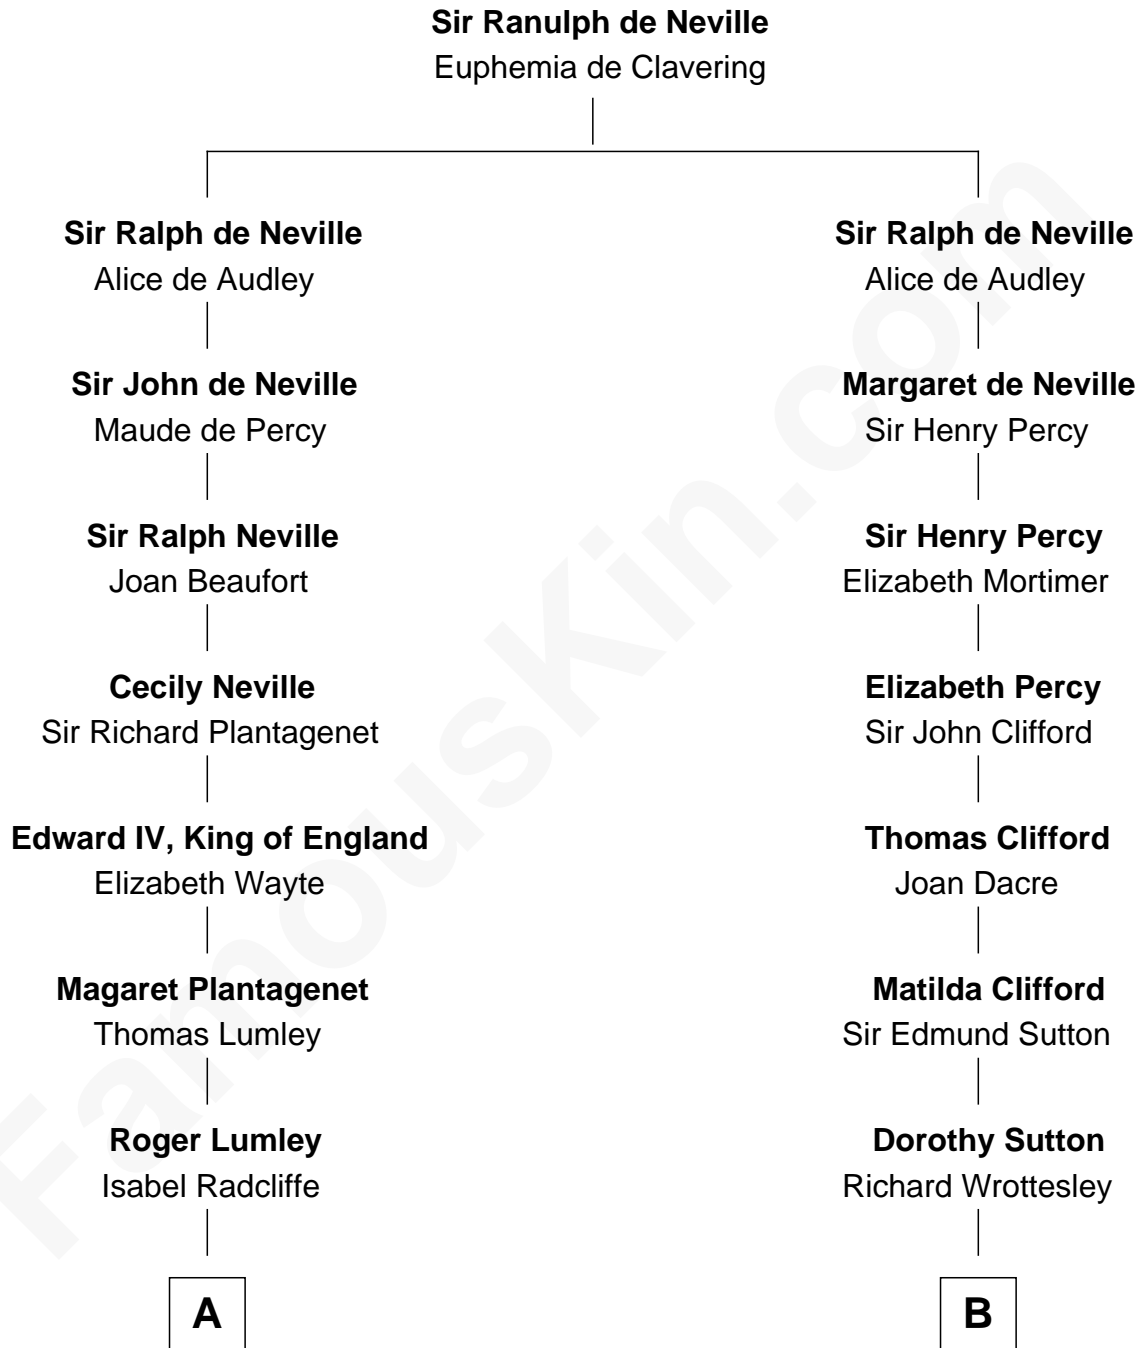 Sir Ranulph de Neville
Euphemia de Clavering
Sir Ralph de Neville
Alice de Audley
Sir John de Neville
Maude de Percy
Sir Ralph Neville
Joan Beaufort
Cecily Neville
Sir Richard Plantagenet
Edward IV, King of England
Elizabeth Wayte
Magaret Plantagenet
Thomas Lumley
Roger Lumley
Isabel Radcliffe
A
Sir Ralph de Neville
Alice de Audley
Margaret de Neville
Sir Henry Percy
Sir Henry Percy
Elizabeth Mortimer
Elizabeth Percy
Sir John Clifford
Thomas Clifford
Joan Dacre
Matilda Clifford
Sir Edmund Sutton
Dorothy Sutton
Richard Wrottesley
B
FamousKin.com